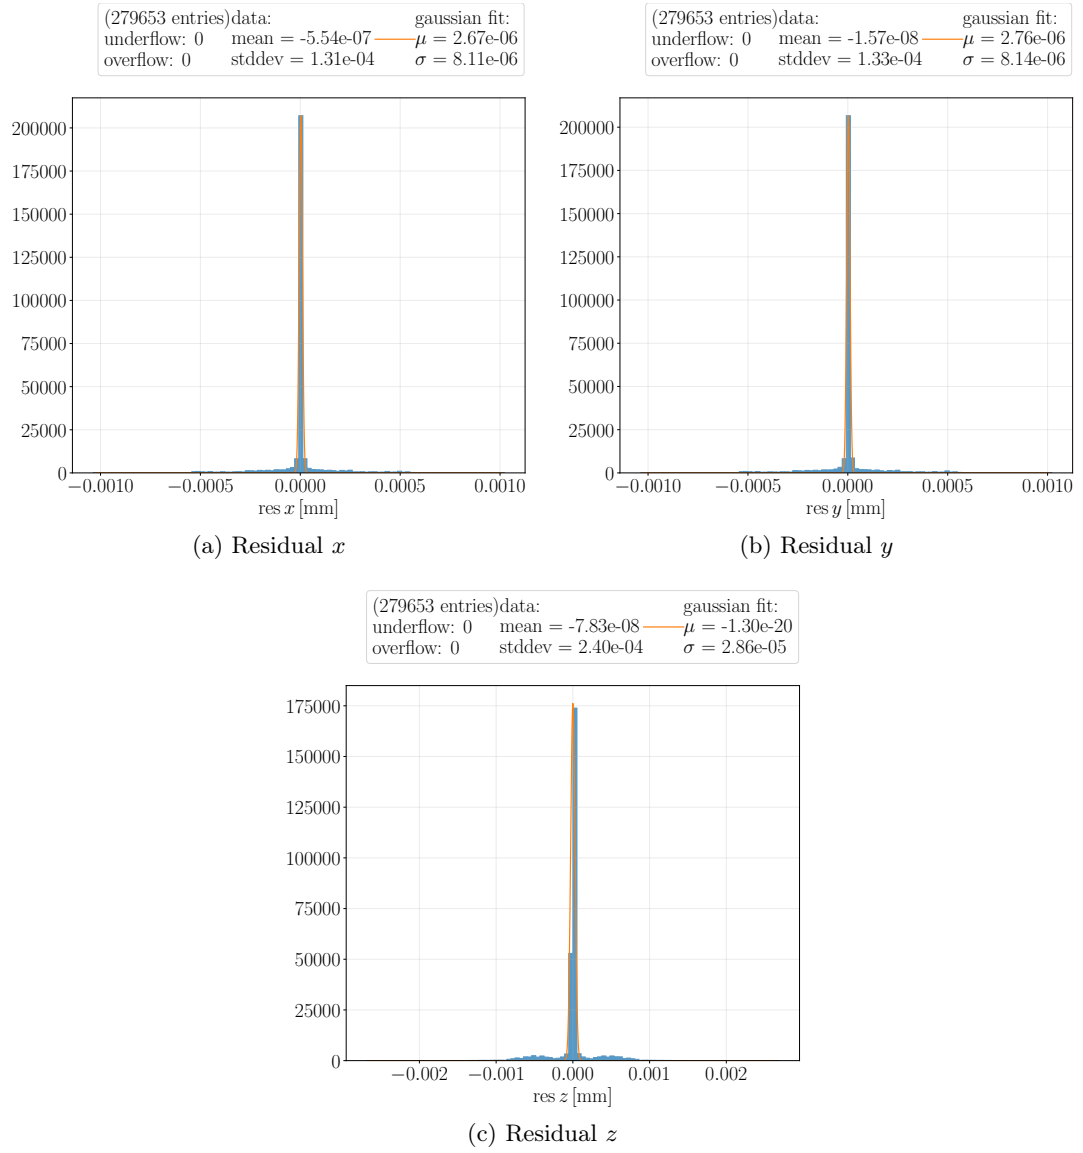 (279653 entries) data: gaussian fit:
underflow: 0 mean = -5.54e-07 μ = 2.67e-06
overflow: 0 stddev = 1.31e-04 σ = 8.11e-06
200000
175000
150000
125000
100000
75000
50000
25000
0
−0.0010 −0.0005 0.0000 0.0005 0.0010
res x [mm]
(a) Residual x
(279653 entries) data: gaussian fit:
underflow: 0 mean = -1.57e-08 μ = 2.76e-06
overflow: 0 stddev = 1.33e-04 σ = 8.14e-06
200000
175000
150000
125000
100000
75000
50000
25000
0
−0.0010 −0.0005 0.0000 0.0005 0.0010
res y [mm]
(b) Residual y
(279653 entries) data: gaussian fit:
underflow: 0 mean = -7.83e-08 μ = -1.30e-20
overflow: 0 stddev = 2.40e-04 σ = 2.86e-05
175000
150000
125000
100000
75000
50000
25000
0
−0.002 −0.001 0.000 0.001 0.002
res z [mm]
(c) Residual z